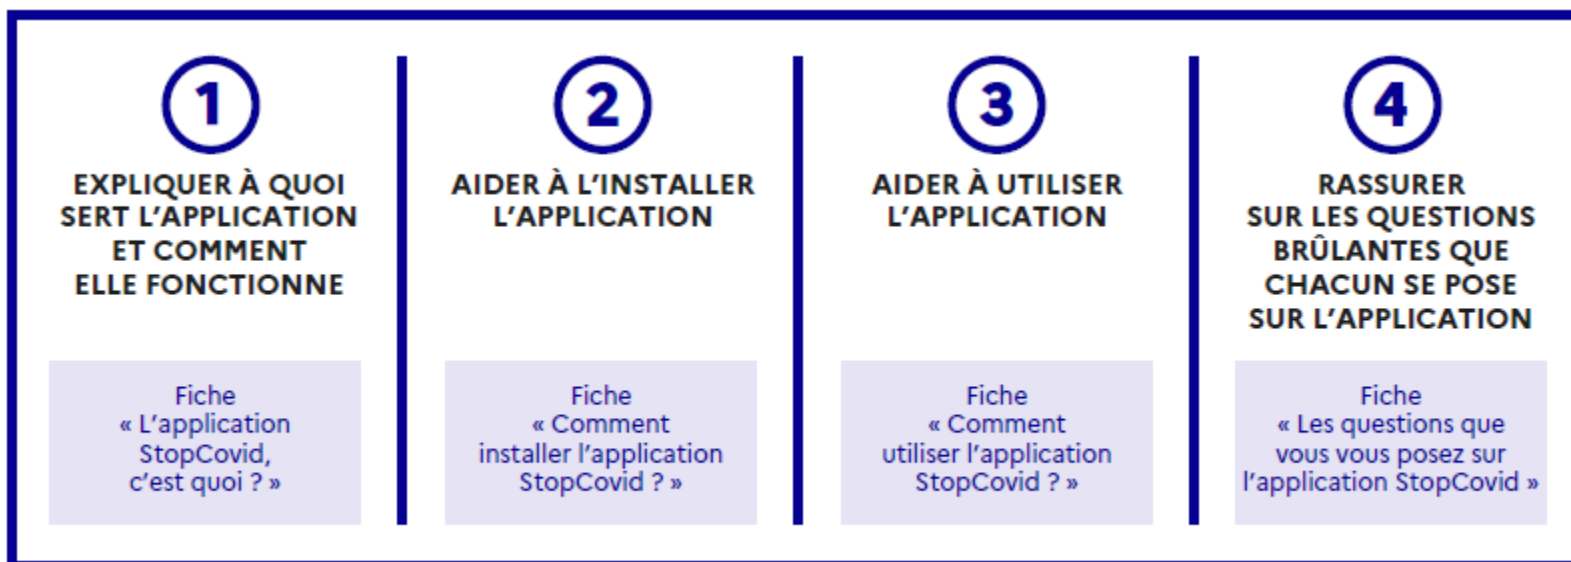 1
EXPLIQUER À QUOI
SERT L’APPLICATION
ET COMMENT
ELLE FONCTIONNE
Fiche
« L’application
StopCovid,
c’est quoi ? »
2
AIDER À L’INSTALLER
L’APPLICATION
Fiche
« Comment
installer l’application
StopCovid ? »
3
AIDER À UTILISER
L’APPLICATION
Fiche
« Comment
utiliser l’application
StopCovid ? »
4
RASSURER
SUR LES QUESTIONS
BRÛLANTES QUE
CHACUN SE POSE
SUR L’APPLICATION
Fiche
« Les questions que
vous vous posez sur
l’application StopCovid »